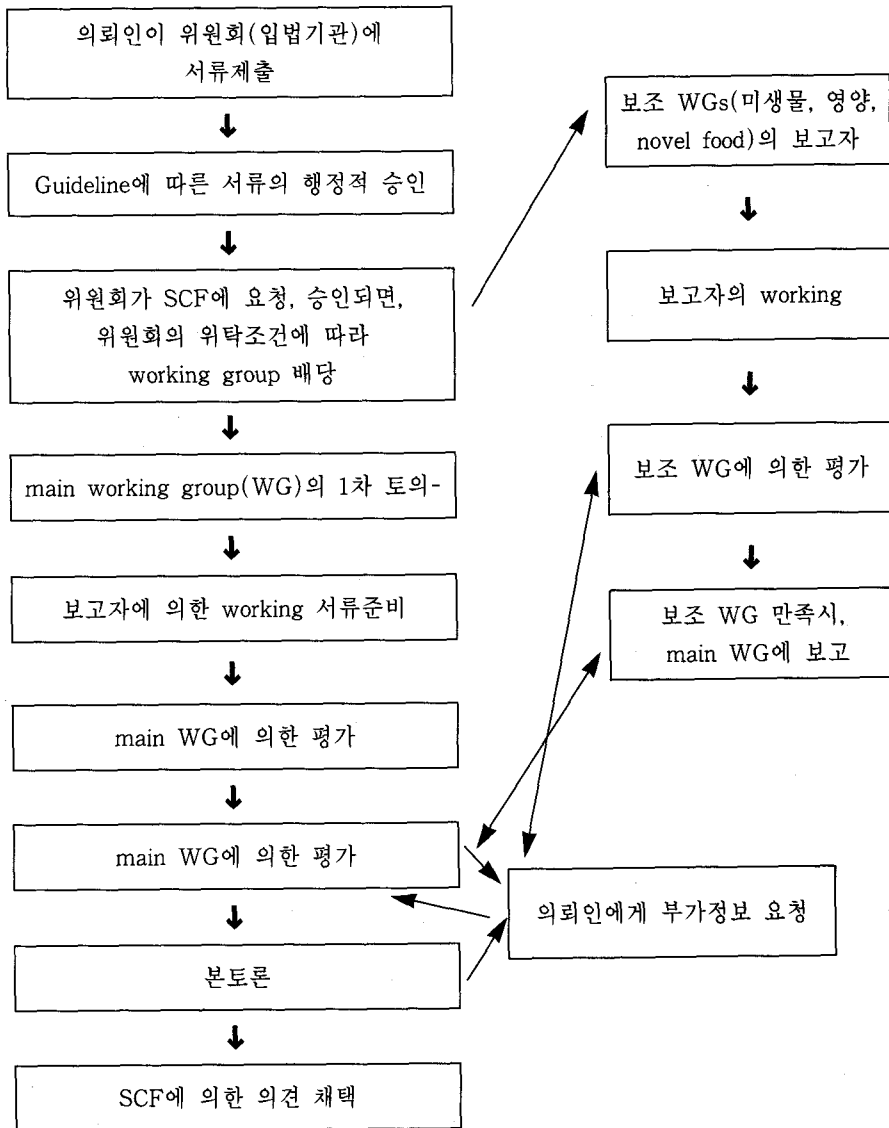 의뢰인이 위원회(입법기관)에
서류제출
Guideline에 따른 서류의 행정적 승인
위원회가 SCF에 요청, 승인되면,
위원회의 위탁조건에 따라
working group 배당
main working group(WG)의 1차 토의-
보고자에 의한 working 서류준비
main WG에 의한 평가
main WG에 의한 평가
본토론
SCF에 의한 의견 채택
보조 WGs(미생물, 영양,
novel food)의 보고자
보고자의 working
보조 WG에 의한 평가
보조 WG 만족시,
main WG에 보고
의뢰인에게 부가정보 요청